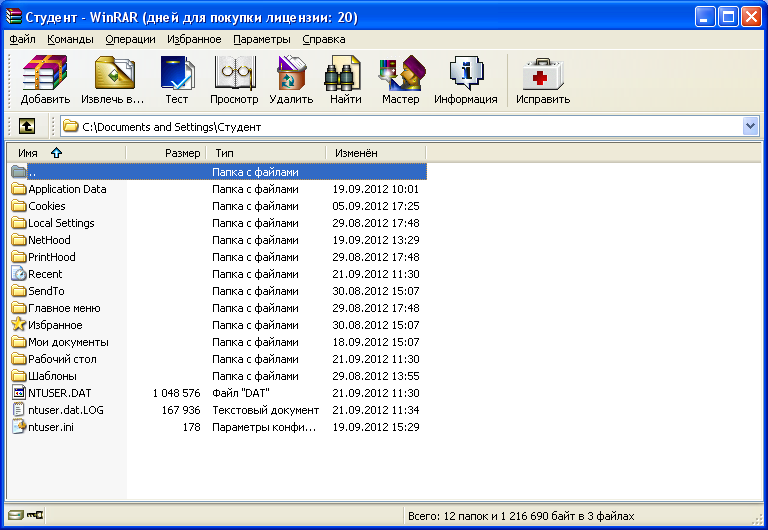 Студент - WinRAR (дней для покупки лицензии: 20)
Файл Команды Операции Избранное Параметры Справка
Добавить Извлечь в... Тест Просмотр Удалить Найти Мастер Информация Исправить
C:\Documents and Settings\Студент
Имя Размер Тип Изменён
.. Папка с файлами
Application Data Папка с файлами 19.09.2012 10:01
Cookies Папка с файлами 05.09.2012 17:25
Local Settings Папка с файлами 29.08.2012 17:48
NetHood Папка с файлами 19.09.2012 13:29
PrintHood Папка с файлами 29.08.2012 17:48
Recent Папка с файлами 21.09.2012 11:30
SendTo Папка с файлами 30.08.2012 15:07
Главное меню Папка с файлами 29.08.2012 17:48
Избранное Папка с файлами 30.08.2012 15:07
Мои документы Папка с файлами 18.09.2012 15:07
Рабочий стол Папка с файлами 21.09.2012 11:30
Шаблоны Папка с файлами 29.08.2012 13:55
NTUSER.DAT 1 048 576 Файл "DAT" 21.09.2012 11:30
ntuser.dat.LOG 167 936 Текстовый документ 21.09.2012 11:34
ntuser.ini 178 Параметры конфи... 19.09.2012 15:29
Всего: 12 папок и 1 216 690 байт в 3 файлах